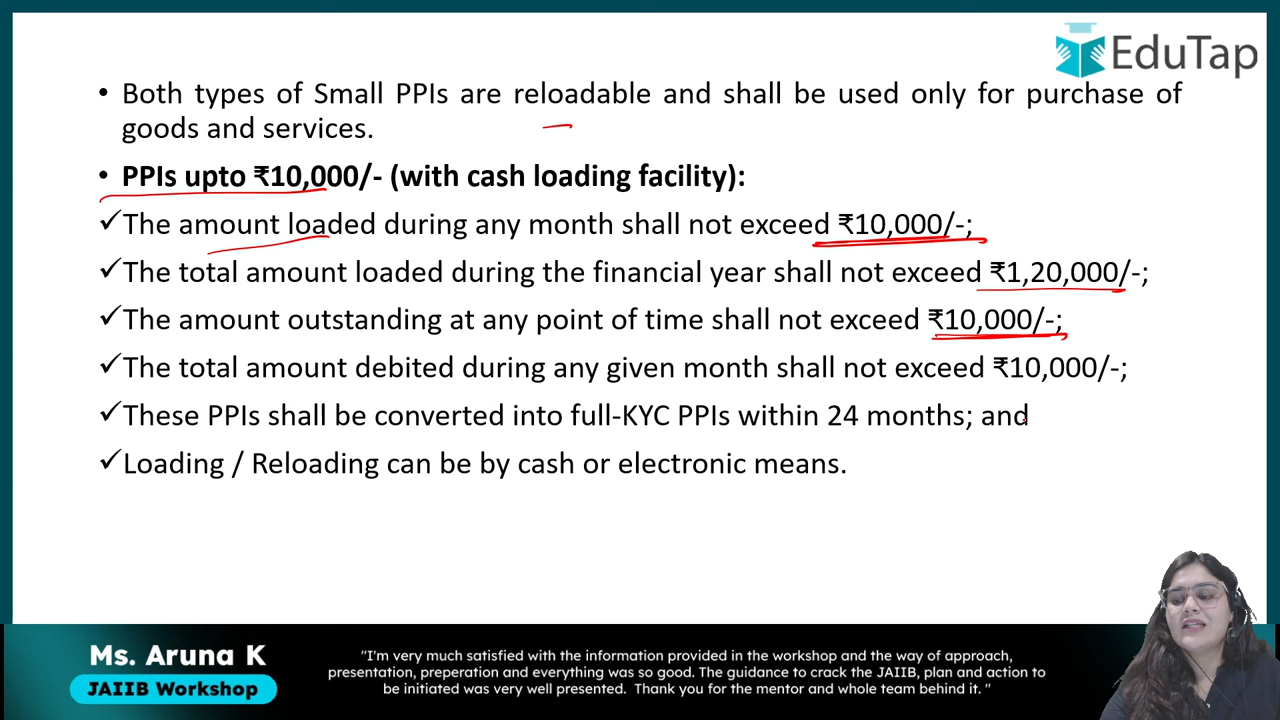 EduTap
• Both types of Small PPIs are reloadable and shall be used only for purchase of
goods and services.
• PPIs upto ₹10,000/- (with cash loading facility):
✓The amount loaded during any month shall not exceed ₹10,000/-;
✓The total amount loaded during the financial year shall not exceed ₹1,20,000/-;
✓The amount outstanding at any point of time shall not exceed ₹10,000/-;
✓The total amount debited during any given month shall not exceed ₹10,000/-;
✓These PPIs shall be converted into full-KYC PPIs within 24 months; and
✓Loading / Reloading can be by cash or electronic means.
Ms. Aruna K
JAIIB Workshop
"I'm very much satisfied with the information provided in the workshop and the way of approach,
presentation, preperation and everything was so good. The guidance to crack the JAIIB, plan and action to
be initiated was very well presented. Thank you for the mentor and whole team behind it. "